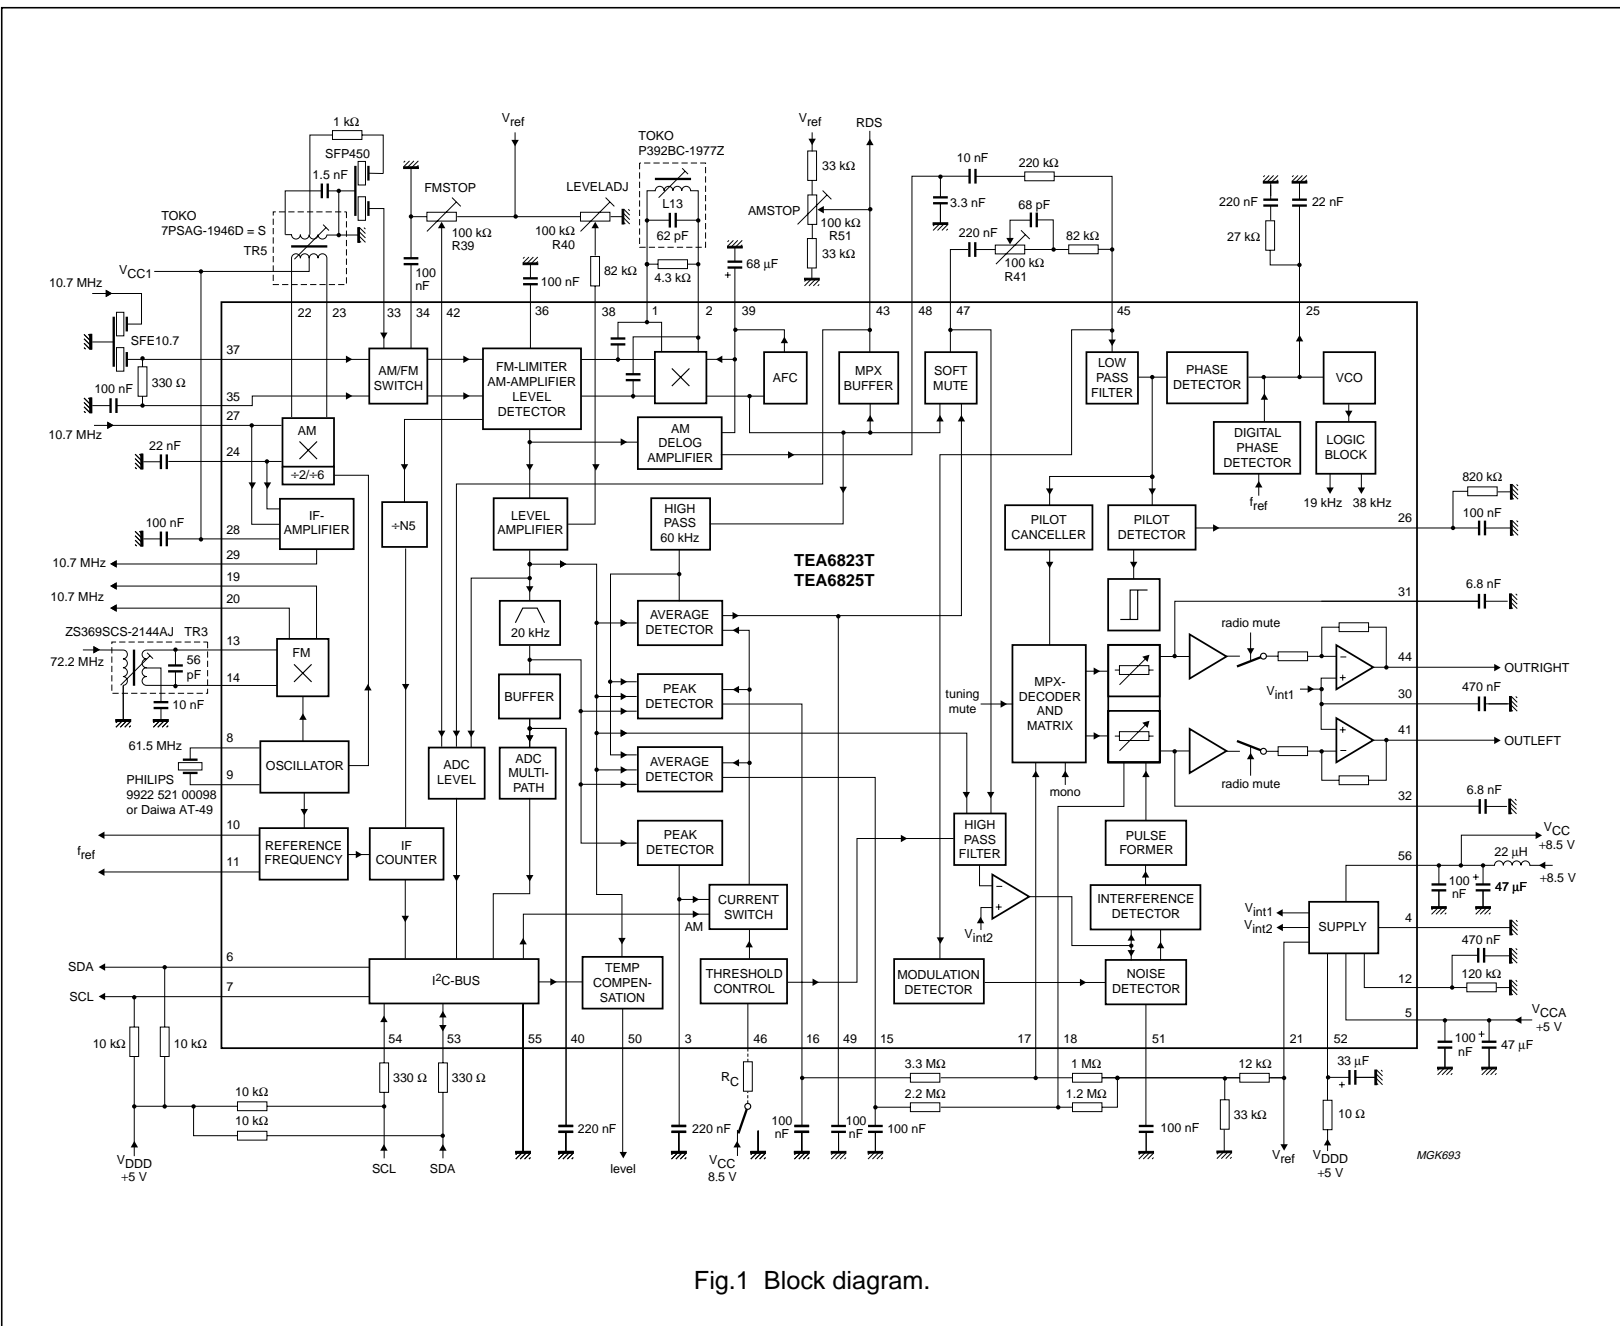 1 kΩ
SFP450
1.5 nF
TOKO
7PSAG-1946D = S
TR5
VCC1
10.7 MHz
SFE10.7
100 nF
330 Ω
10.7 MHz
22 nF
100 nF
10.7 MHz
10.7 MHz
ZS369SCS-2144AJ TR3
72.2 MHz
56
pF
10 nF
61.5 MHz
PHILIPS
9922 521 00098
or Daiwa AT-49
fref
SDA
SCL
10 kΩ
10 kΩ
VDDD
+5 V
FMSTOP
100 kΩ
R39
100
nF
Vref
LEVELADJ
100 kΩ
R40
82 kΩ
100 nF
TOKO
P392BC-1977Z
L13
62 pF
4.3 kΩ
68 µF
+
Vref
33 kΩ
AMSTOP
100 kΩ
R51
33 kΩ
RDS
10 nF
220 kΩ
3.3 nF
68 pF
220 nF
100 kΩ
R41
82 kΩ
220 nF
27 kΩ
22 nF
22 23 33 34 42 36 38 1 2 39 43 48 47 45 25
37
35
27
24
28
29
19
20
13
14
8
9
10
11
6
7
AM/FM
SWITCH
FM-LIMITER
AM-AMPLIFIER
LEVEL
DETECTOR
AFC
MPX
BUFFER
SOFT
MUTE
LOW
PASS
FILTER
PHASE
DETECTOR
VCO
AM
÷2/÷6
AM
DELOG
AMPLIFIER
DIGITAL
PHASE
DETECTOR
fref
LOGIC
BLOCK
19 kHz 38 kHz
IF-
AMPLIFIER
÷N5
LEVEL
AMPLIFIER
HIGH
PASS
60 kHz
TEA6823T
TEA6825T
PILOT
CANCELLER
PILOT
DETECTOR
20 kHz
AVERAGE
DETECTOR
FM
BUFFER
PEAK
DETECTOR
tuning
mute
MPX-
DECODER
AND
MATRIX
mono
radio mute
−
+
Vint1
+
−
radio mute
OSCILLATOR
ADC
LEVEL
ADC
MULTI-
PATH
AVERAGE
DETECTOR
REFERENCE
FREQUENCY
IF
COUNTER
PEAK
DETECTOR
HIGH
PASS
FILTER
PULSE
FORMER
CURRENT
SWITCH
AM
−
+
Vint2
INTERFERENCE
DETECTOR
I2C-BUS
TEMP
COMPEN-
SATION
THRESHOLD
CONTROL
MODULATION
DETECTOR
NOISE
DETECTOR
SUPPLY
Vint1
Vint2
26
820 kΩ
100 nF
31
6.8 nF
44
OUTRIGHT
30
470 nF
41
OUTLEFT
32
6.8 nF
56
VCC
+8.5 V
22 µH
+8.5 V
100
nF
+
47 µF
4
470 nF
12
120 kΩ
5
VCCA
+5 V
100
nF
+
47 µF
54 53 55 40 50 3 46 16 49 15 17 18 51 21 52
330 Ω
330 Ω
10 kΩ
10 kΩ
SCL
SDA
220 nF
level
220 nF
RC
VCC
8.5 V
100
nF
100
nF
100 nF
3.3 MΩ
2.2 MΩ
1 MΩ
1.2 MΩ
100 nF
12 kΩ
33 kΩ
Vref
33 µF
+
10 Ω
VDDD
+5 V
MGK693
Fig.1 Block diagram.